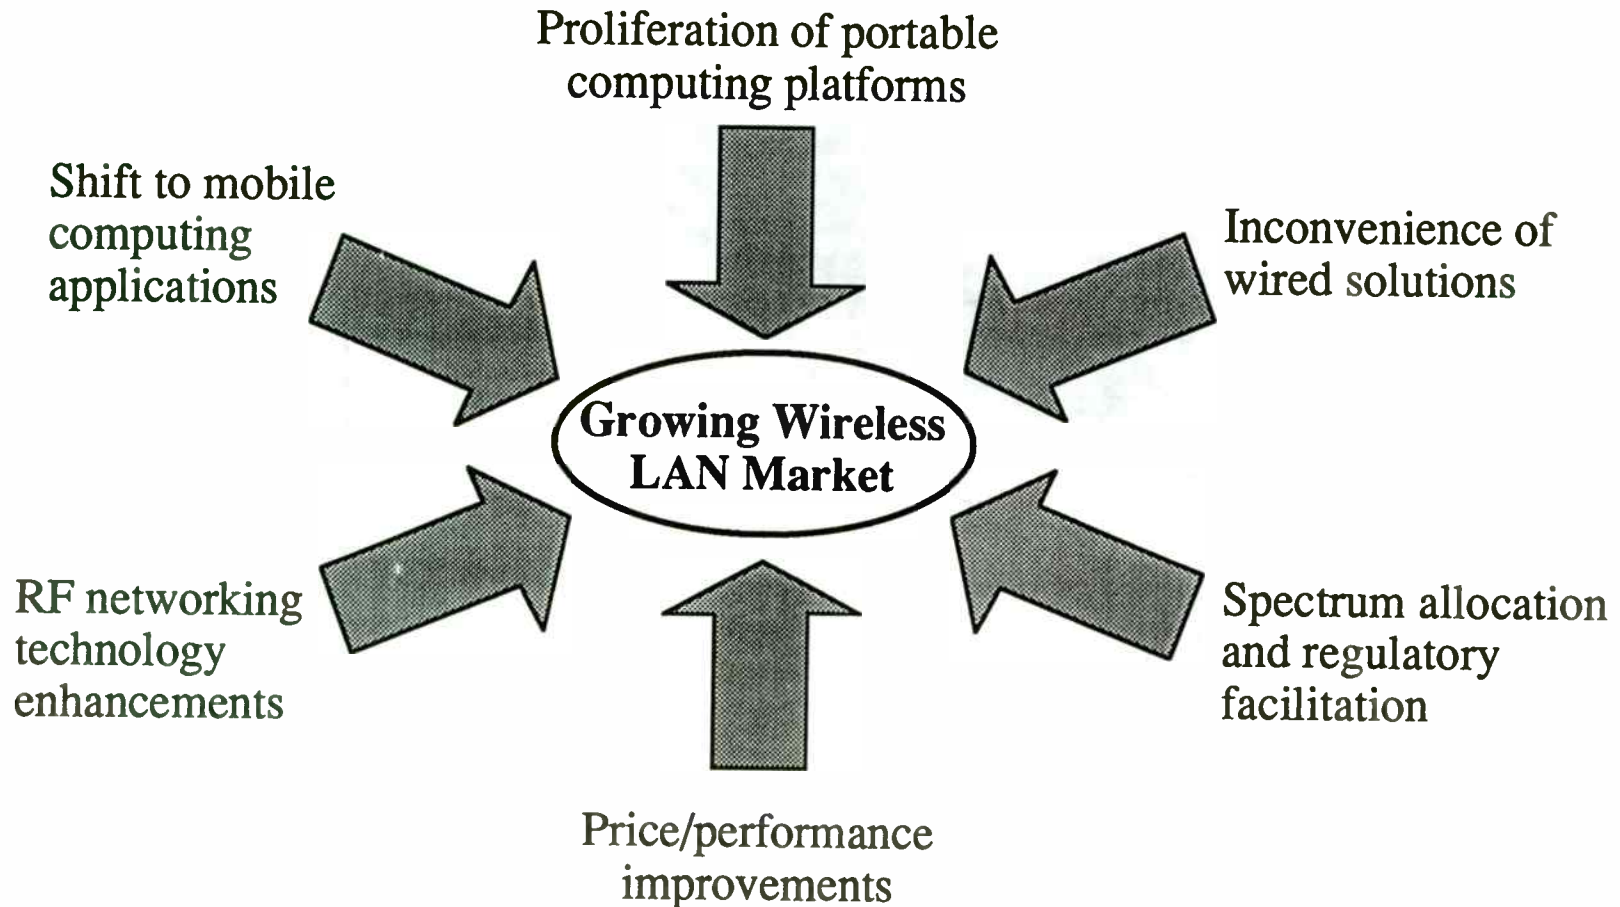 Proliferation of portable
computing platforms
Shift to mobile
computing
applications
Inconvenience of
wired solutions
Growing Wireless
LAN Market
RF networking
technology
enhancements
Spectrum allocation
and regulatory
facilitation
Price/performance
improvements